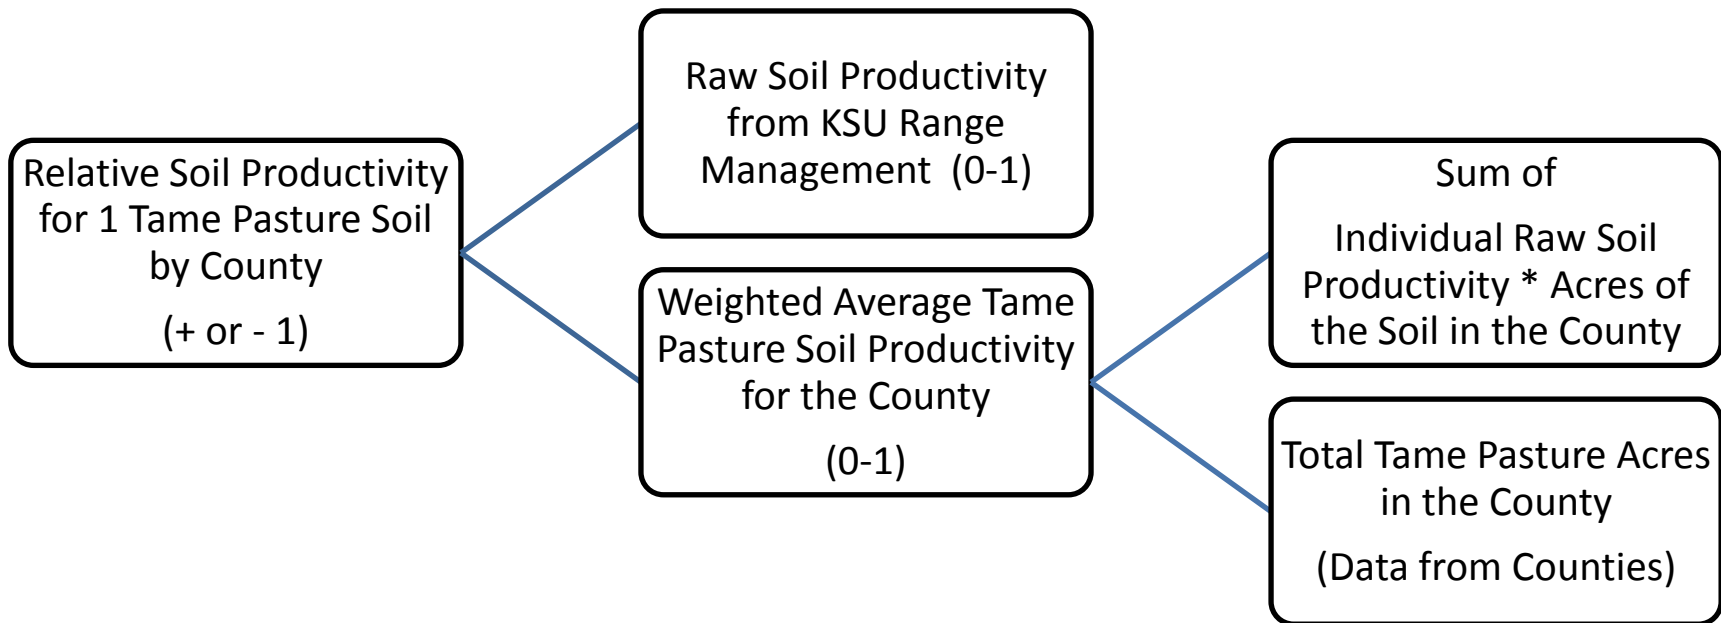 Relative Soil Productivity
for 1 Tame Pasture Soil
by County
(+ or - 1)
Raw Soil Productivity
from KSU Range
Management (0-1)
Weighted Average Tame
Pasture Soil Productivity
for the County
(0-1)
Sum of
Individual Raw Soil
Productivity * Acres of
the Soil in the County
Total Tame Pasture Acres
in the County
(Data from Counties)